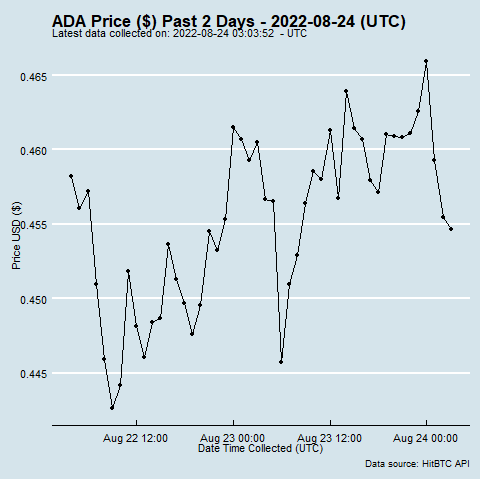 ADA Price ($) Past 2 Days - 2022-08-24 (UTC)
Latest data collected on: 2022-08-24 03:03:52 - UTC
0.465
0.460
0.455
0.450
0.445
Price USD ($)
Aug 22 12:00 Aug 23 00:00 Aug 23 12:00 Aug 24 00:00
Date Time Collected (UTC)
Data source: HitBTC API